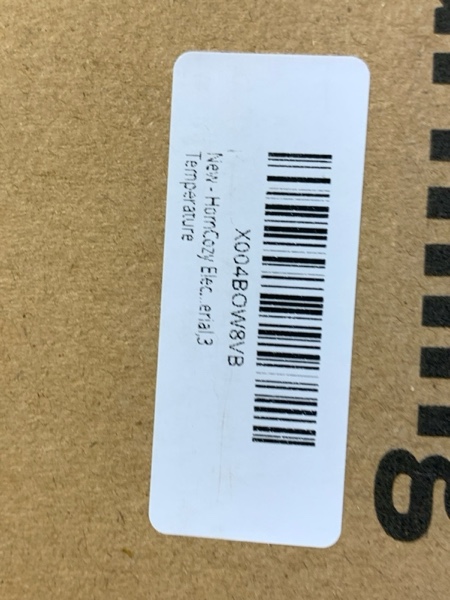 X004BOW8VB
New - HomCozy Elec...erial,3
Temperature